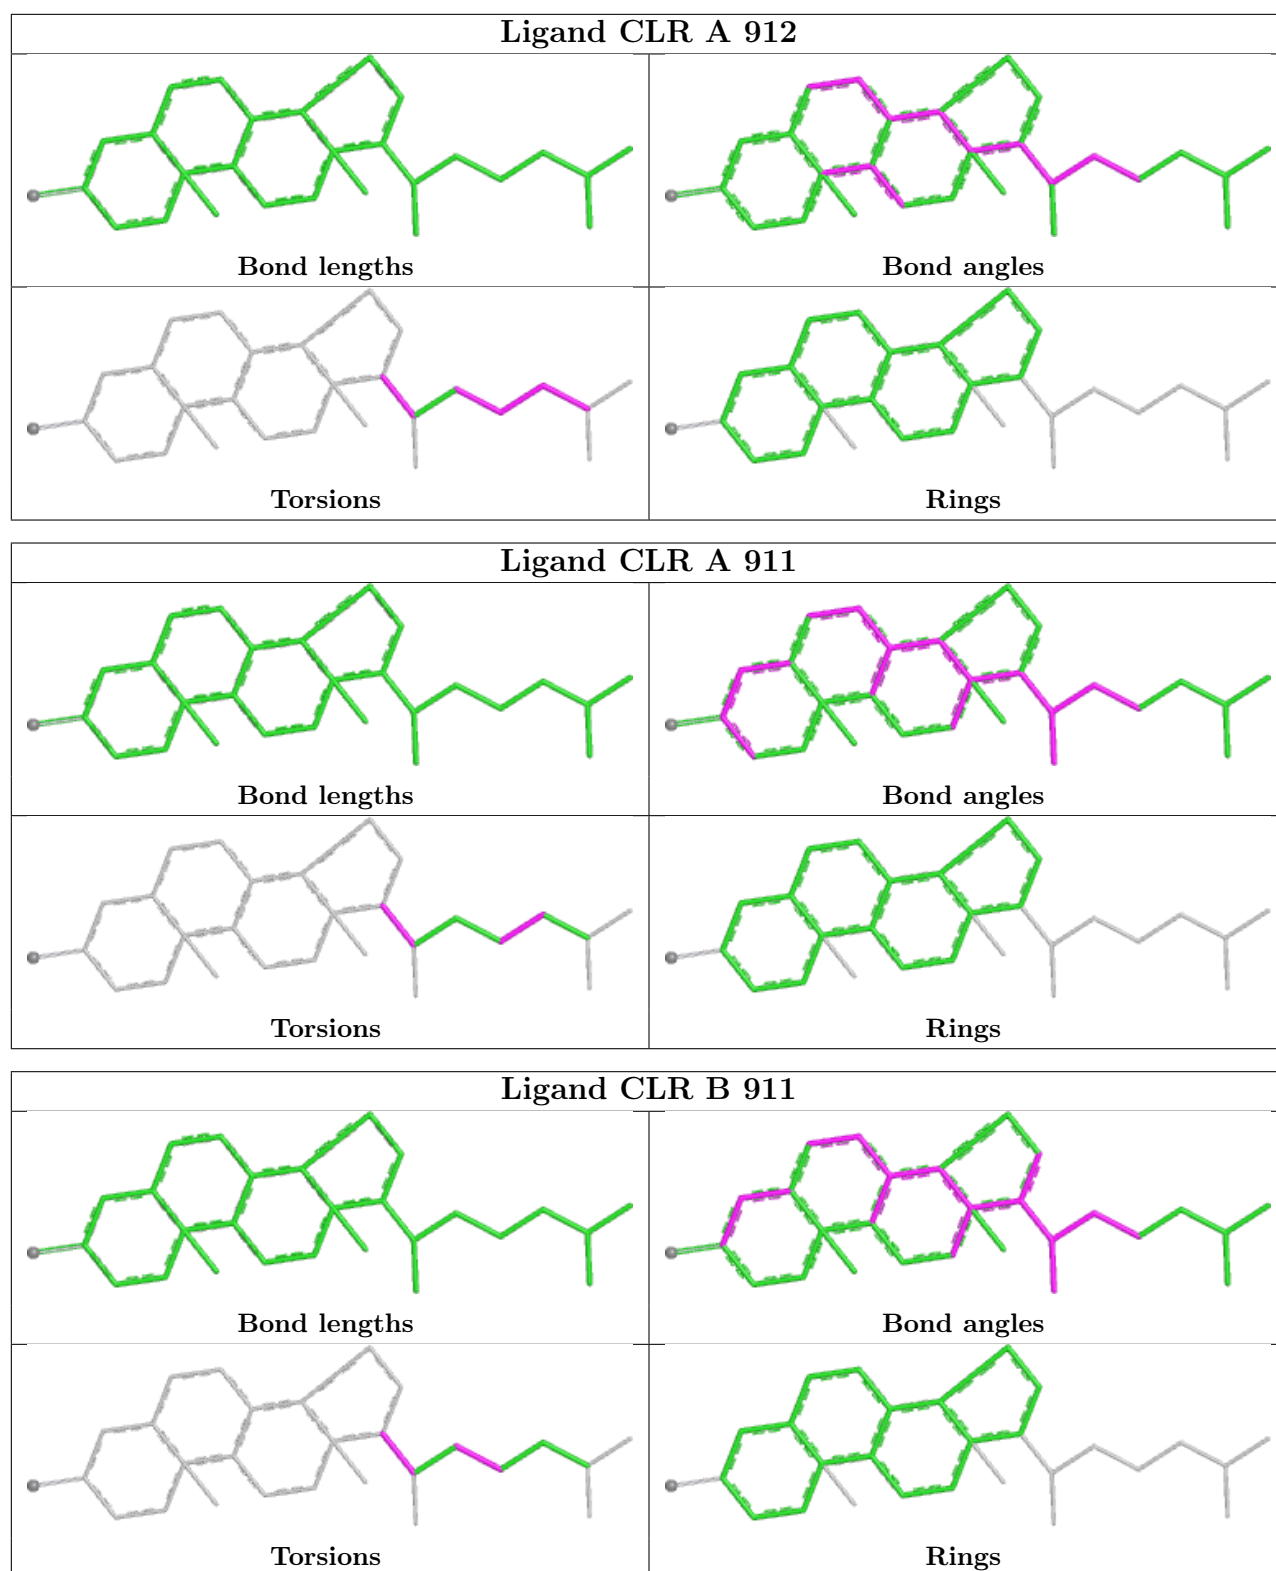 Ligand CLR A 912
Bond lengths
Bond angles
Torsions
Rings
Ligand CLR A 911
Bond lengths
Bond angles
Torsions
Rings
Ligand CLR B 911
Bond lengths
Bond angles
Torsions
Rings